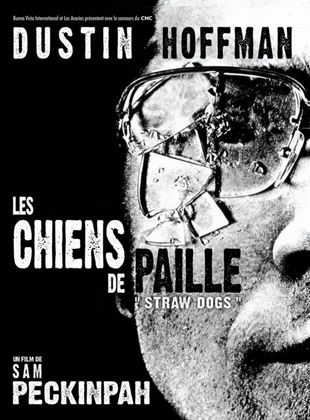 Buena Vista International et Les Acacias présentent avec le concours du CNC
DUSTIN HOFFMAN
LES
CHIENS
DE PAILLE
"STRAW DOGS"
UN FILM DE
SAM
PECKINPAH